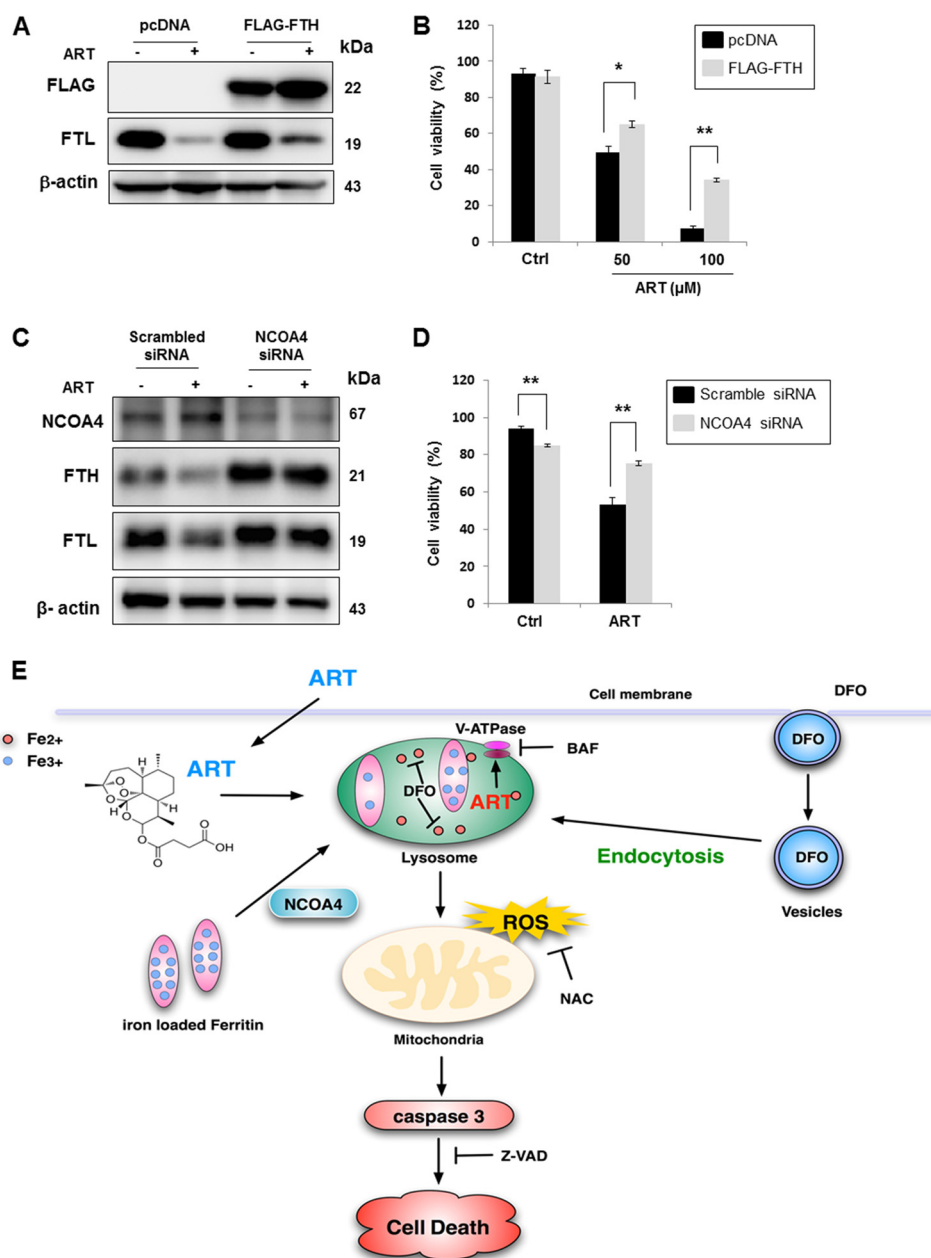 A
pcDNA FLAG-FTH
ART - + - + kDa
FLAG 22
FTL 19
β-actin 43
B
120
100
80
60
40
20
0
Cell viability (%)
pcDNA
FLAG-FTH
*
**
Ctrl 50 100
ART (µM)
C
Scrambled siRNA
NCOA4 siRNA
ART - + - + kDa
NCOA4 67
FTH 21
FTL 19
β- actin 43
D
120
100
80
60
40
20
0
Cell viability (%)
Scramble siRNA
NCOA4 siRNA
**
**
Ctrl ART
E
ART
Cell membrane
DFO
Fe2+
Fe3+
ART
H
O
O
O
H
H
O
O
O
O
OH
V-ATPase
BAF
DFO
ART
Lysosome
DFO
DFO
Vesicles
Endocytosis
NCOA4
iron loaded Ferritin
ROS
NAC
Mitochondria
caspase 3
Z-VAD
Cell Death